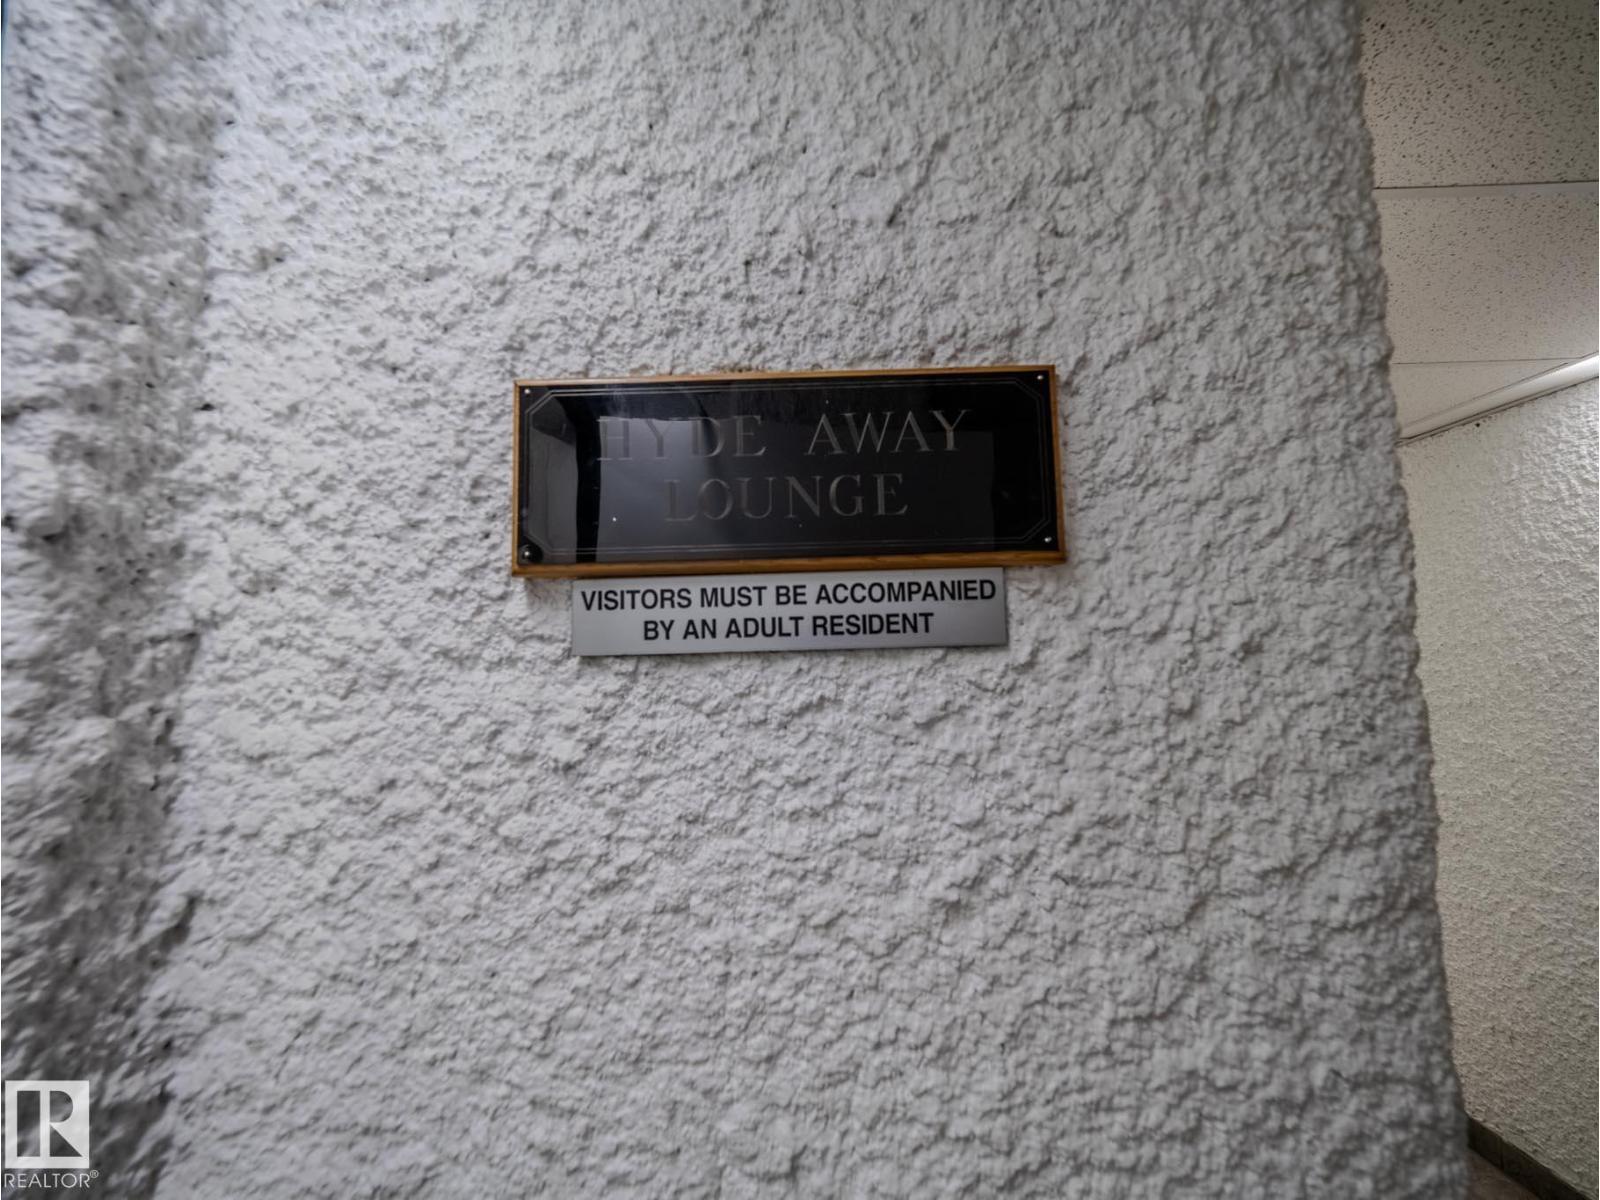 HYDE AWAY
LOUNGE
VISITORS MUST BE ACCOMPANIED
BY AN ADULT RESIDENT
R
REALTOR®